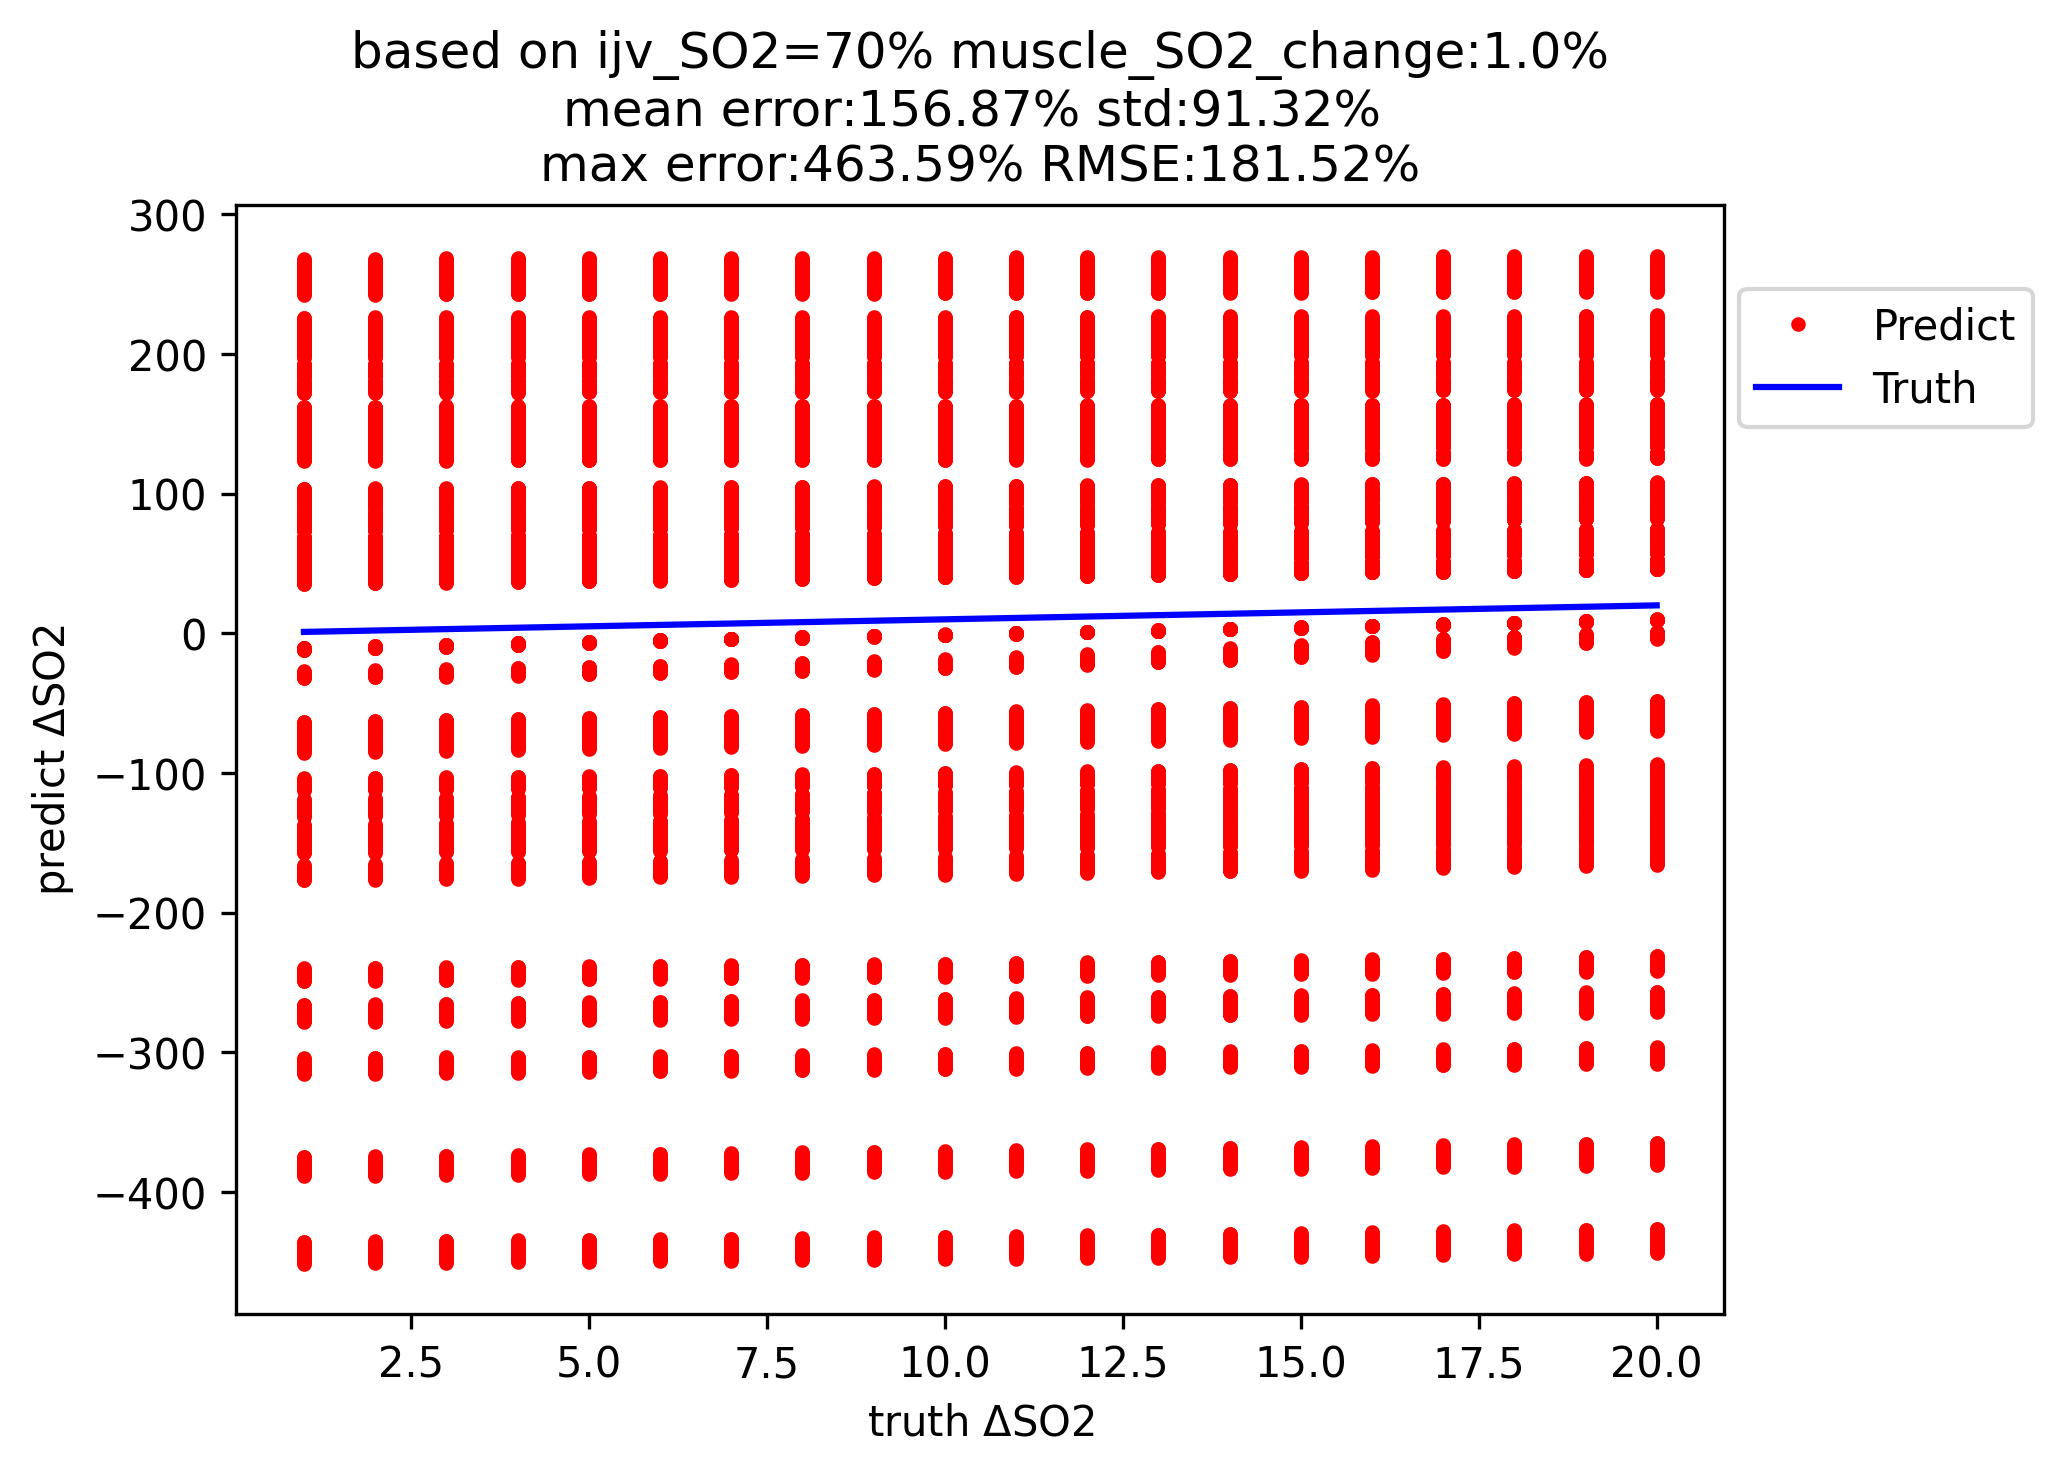 based on ijv_SO2=70% muscle_SO2_change:1.0%
mean error:156.87% std:91.32%
max error:463.59% RMSE:181.52%
300
200
100
0
−100
−200
−300
−400
predict ΔSO2
2.5 5.0 7.5 10.0 12.5 15.0 17.5 20.0
truth ΔSO2
Predict
Truth